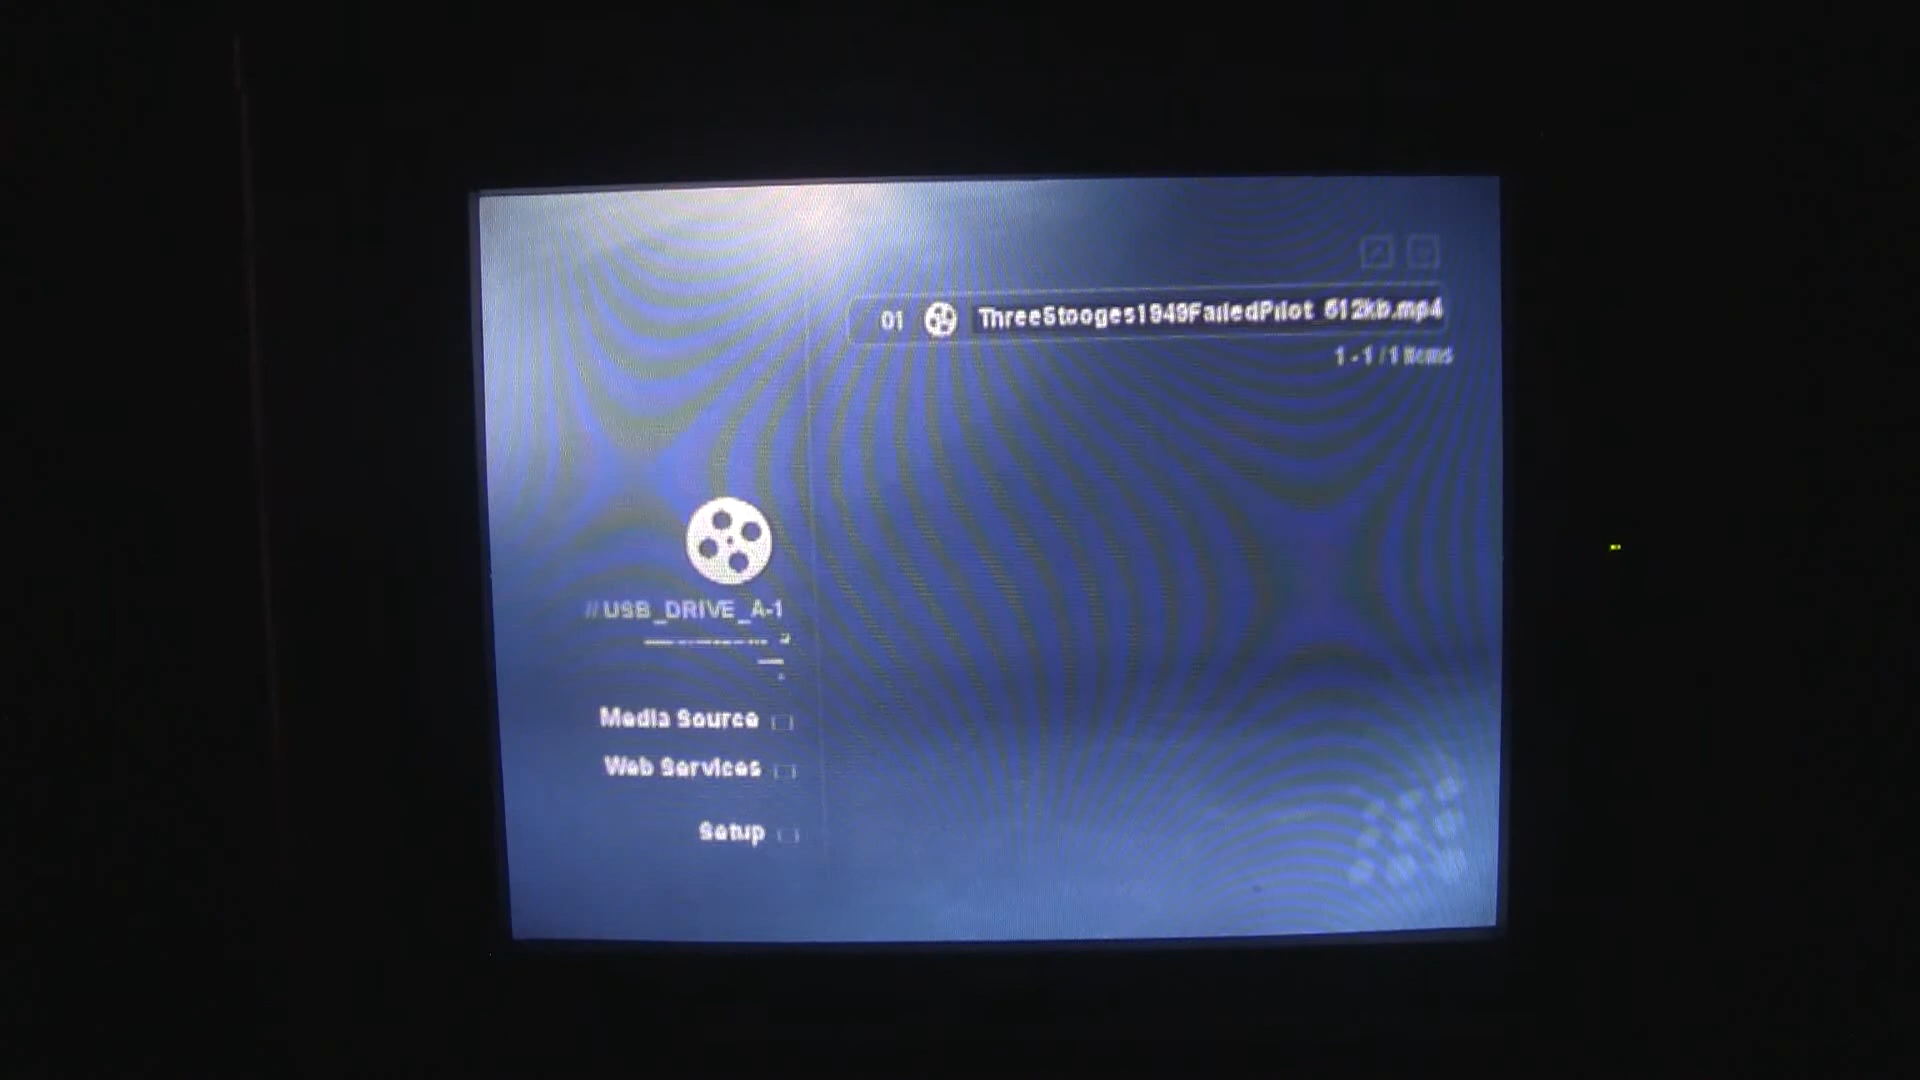 01 ThreeStooges1949FailedPilot_512kb.mp4
1 - 1 / 1 items
//USB_DRIVE_A-1
Media Source
Web Services
Setup